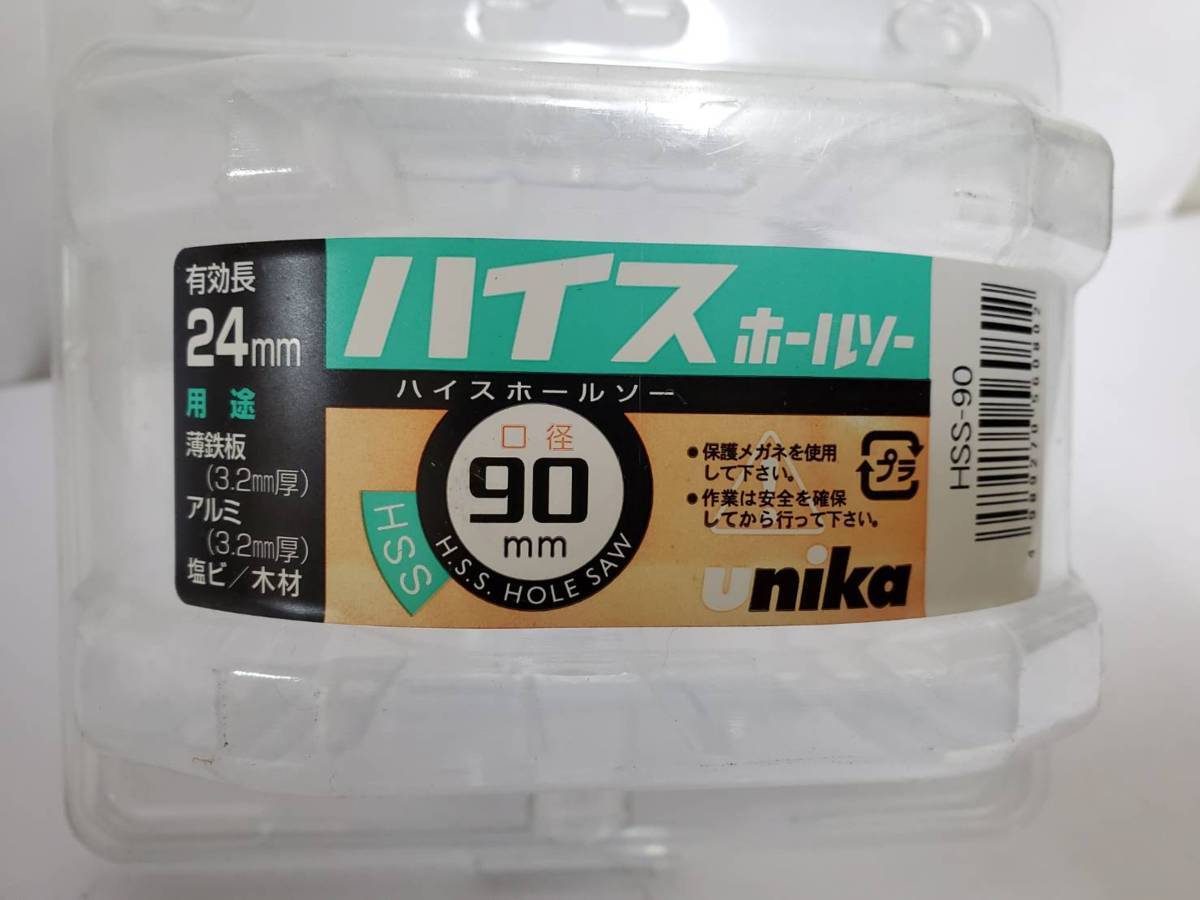 有効長
24mm
用途
薄鉄板
(3.2mm厚)
アルミ
(3.2mm厚)
塩ビ/木材
ハイス ホールソー
ハイスホールソー
口径
90
mm
HSS
H.S.S. HOLE SAW
●保護メガネを使用
して下さい。
●作業は安全を確保
してから行って下さい。
プラ
unika
HSS-90